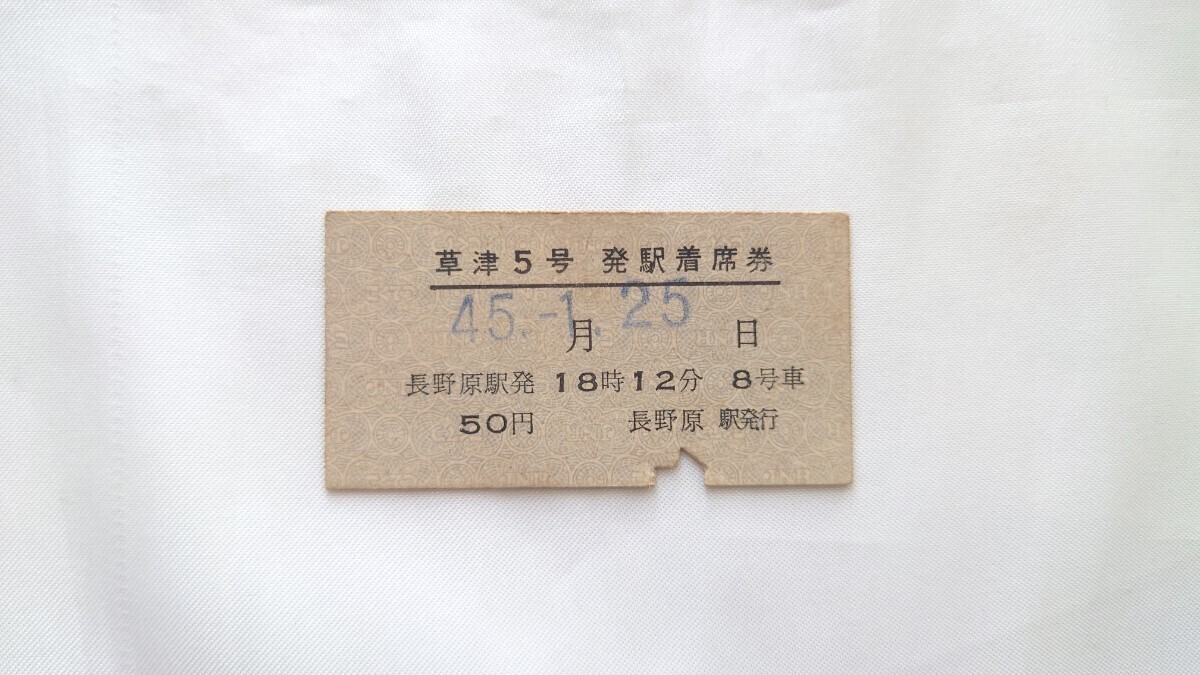 草津5号 発駅着席券
45.-1.25
月 日
長野原駅発 18時12分 8号車
50円 長野原 駅発行